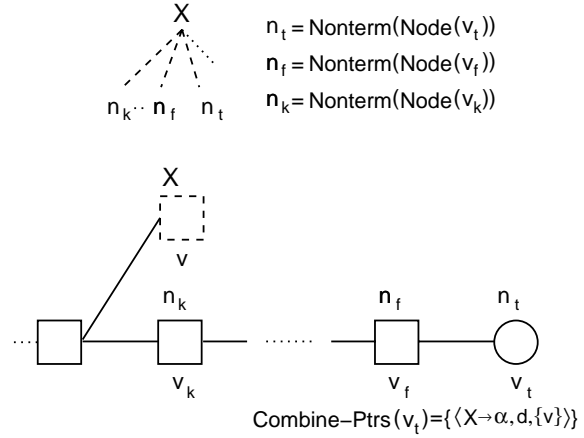 X
n_t = Nonterm(Node(v_t))
n_f = Nonterm(Node(v_f))
n_k = Nonterm(Node(v_k))
n_k·· n_f n_t
X
v
n_k n_f n_t
v_k v_f v_t
Combine–Ptrs(v_t)={⟨X→α,d,{v}⟩}